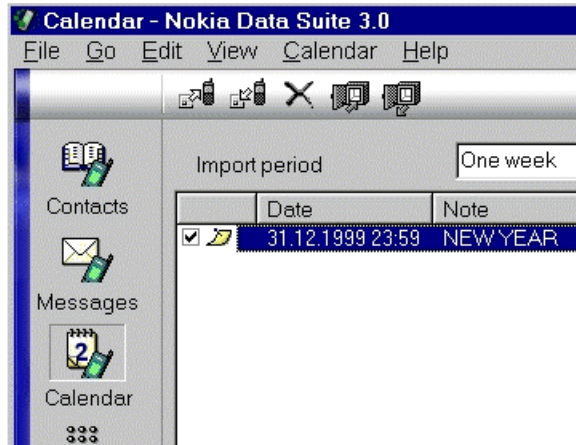 Calendar - Nokia Data Suite 3.0
File Go Edit View Calendar Help
Import period One week
Contacts
Date Note
31.12.1999 23:59 NEW YEAR
Messages
2
Calendar